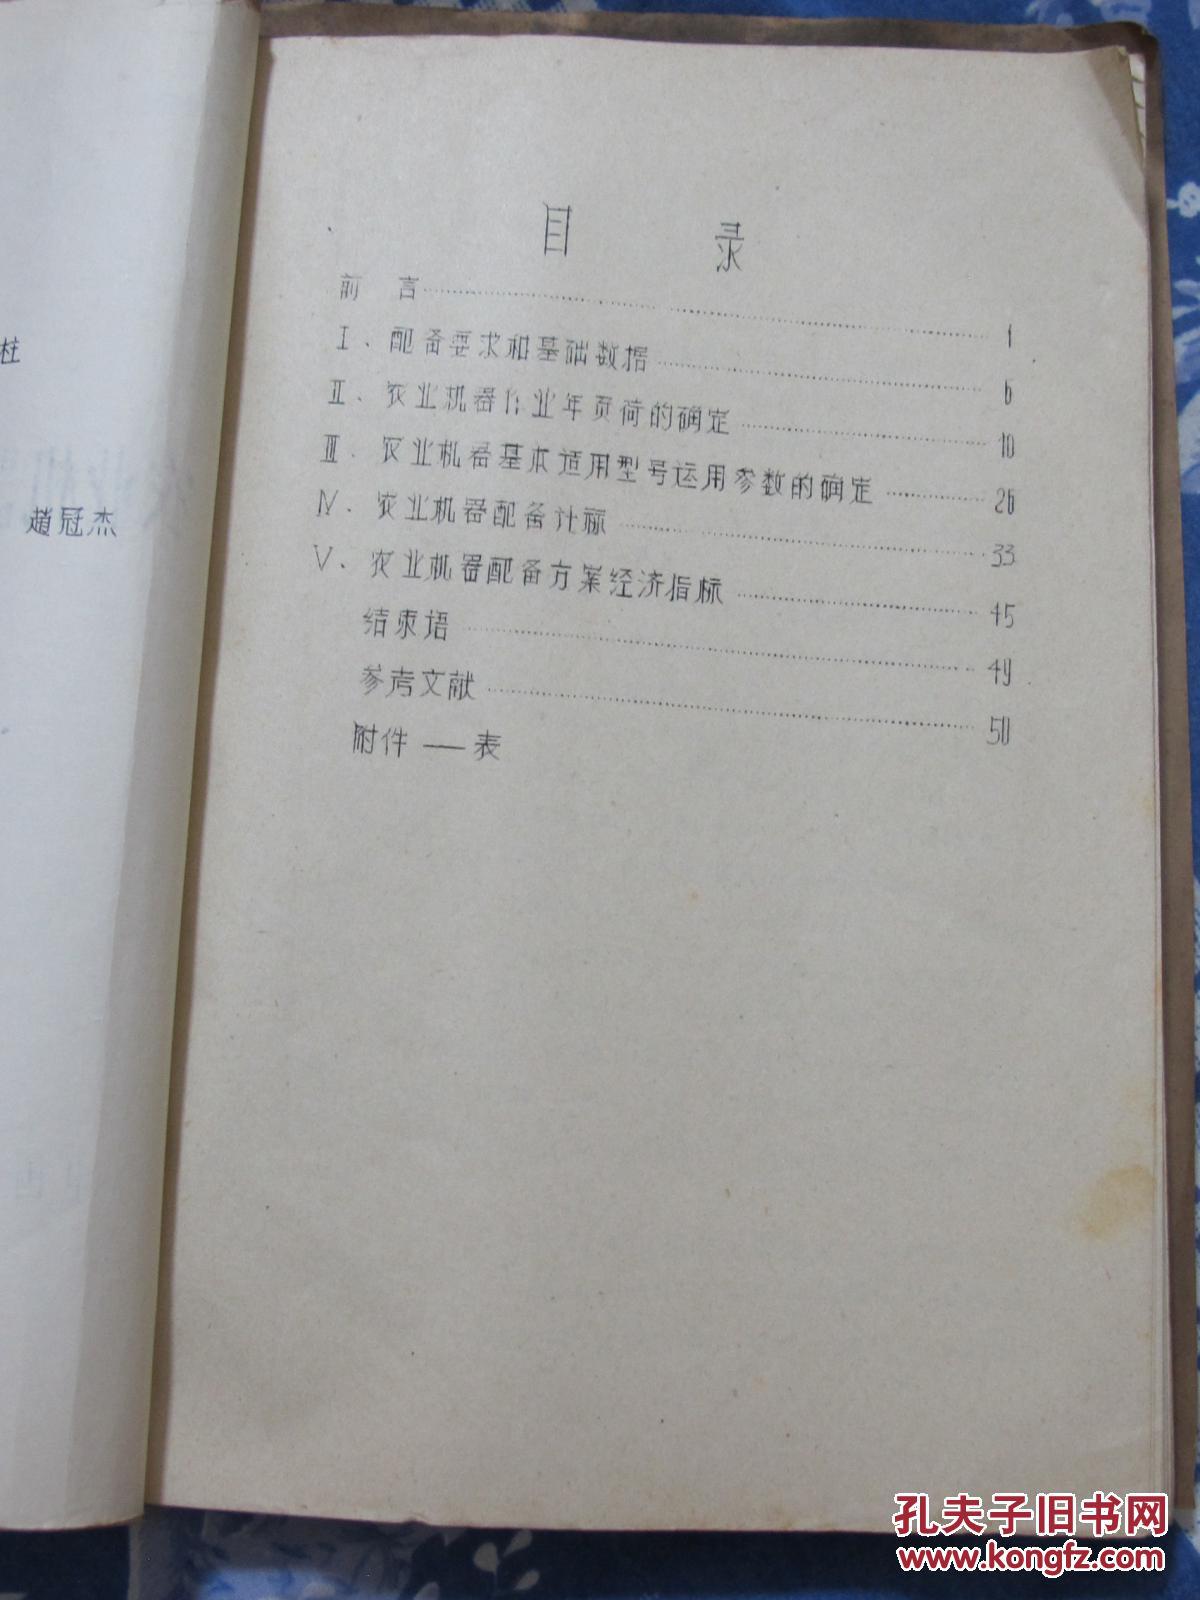 柱
趙冠杰
目 录
前 言 1
Ⅰ、配备要求和基础数据 6
Ⅱ、农业机器作业年负荷的确定 10
Ⅲ、农业机器基本适用型号运用参数的确定 26
Ⅳ、农业机器配备计标 33
Ⅴ、农业机器配备方案经济指标 45
结束语 49
参考文献 50
附件——表
孔夫子旧书网
www.kongfz.com